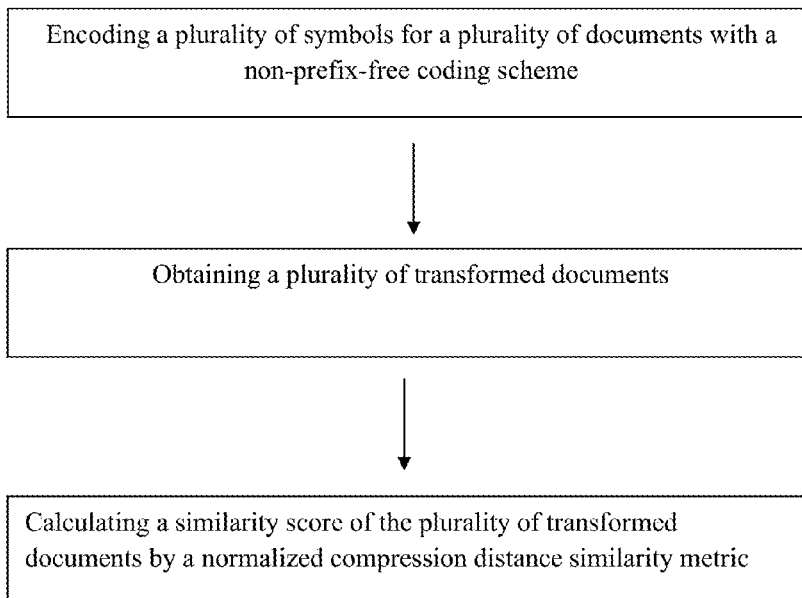 Encoding a plurality of symbols for a plurality of documents with a
non-prefix-free coding scheme
Obtaining a plurality of transformed documents
Calculating a similarity score of the plurality of transformed
documents by a normalized compression distance similarity metric